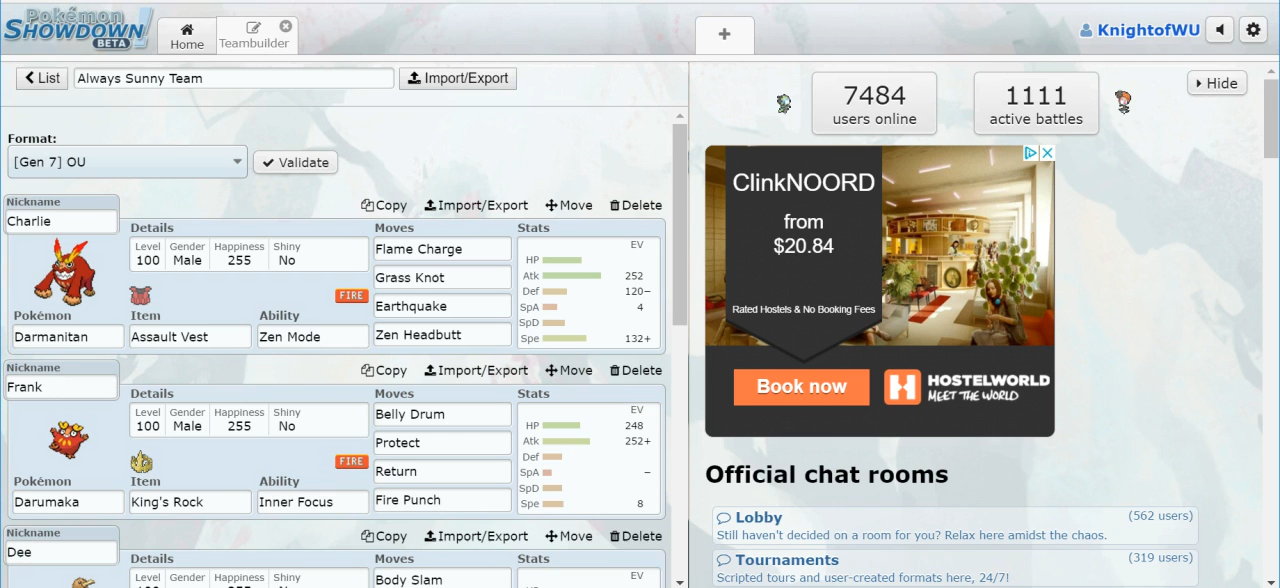 Pokémon
SHOWDOWN!
BETA
Home
Teambuilder
+
KnightofWU
List
Always Sunny Team
Import/Export
Format:
[Gen 7] OU
Validate
Nickname
Charlie
Copy Import/Export Move Delete
Details
Moves
Stats
Level Gender Happiness Shiny
100 Male 255 No
Flame Charge
Grass Knot
Earthquake
Zen Headbutt
EV
HP
Atk 252
Def 120−
SpA 4
SpD
Spe 132+
FIRE
Pokémon Item Ability
Darmanitan Assault Vest Zen Mode
Nickname
Frank
Copy Import/Export Move Delete
Details
Moves
Stats
Level Gender Happiness Shiny
100 Male 255 No
Belly Drum
Protect
Return
Fire Punch
EV
HP 248
Atk 252+
Def
SpA −
SpD
Spe 8
FIRE
Pokémon Item Ability
Darumaka King's Rock Inner Focus
Nickname
Dee
Copy Import/Export Move Delete
Details
Moves
Stats
Level Gender Happiness Shiny
Body Slam
EV
7484
users online
1111
active battles
Hide
ClinkNOORD
from
$20.84
Rated Hostels & No Booking Fees
Book now
H HOSTELWORLD
MEET THE WORLD
Official chat rooms
Lobby (562 users)
Still haven't decided on a room for you? Relax here amidst the chaos.
Tournaments (319 users)
Scripted tours and user-created formats here, 24/7!